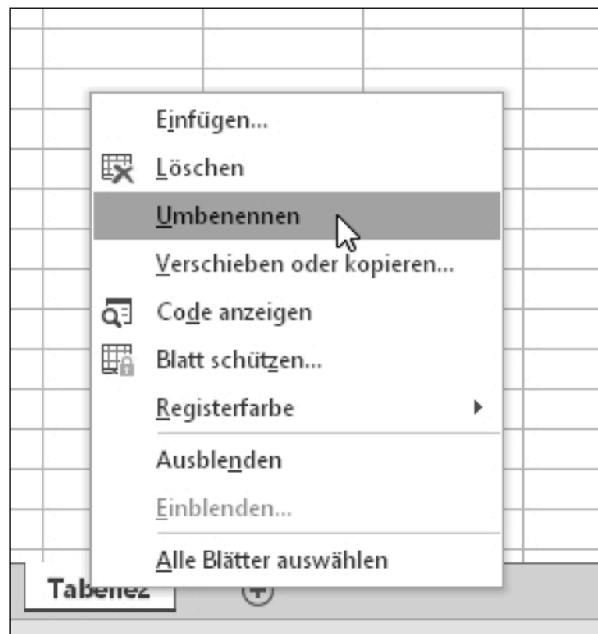 Einfügen...
Löschen
Umbenennen
Verschieben oder kopieren...
Code anzeigen
Blatt schützen...
Registerfarbe
Ausblenden
Einblenden...
Alle Blätter auswählen